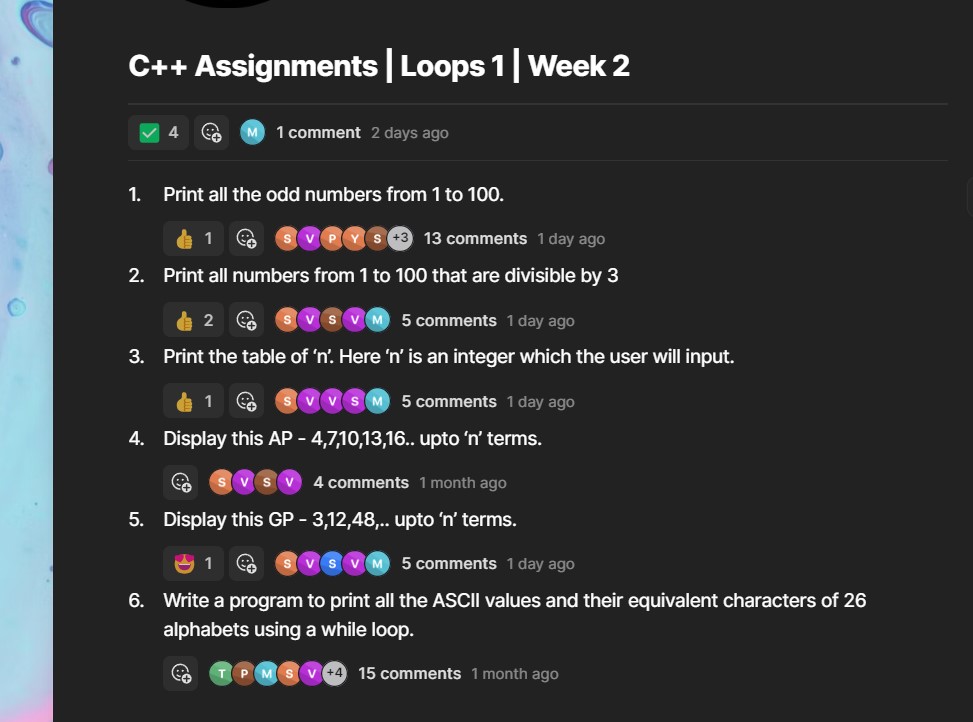 C++ Assignments | Loops 1 | Week 2
4 M 1 comment 2 days ago
1. Print all the odd numbers from 1 to 100.
1 S V P Y S +3 13 comments 1 day ago
2. Print all numbers from 1 to 100 that are divisible by 3
2 S V S V M 5 comments 1 day ago
3. Print the table of ‘n’. Here ‘n’ is an integer which the user will input.
1 S V V S M 5 comments 1 day ago
4. Display this AP - 4,7,10,13,16.. upto ‘n’ terms.
S V S V 4 comments 1 month ago
5. Display this GP - 3,12,48,.. upto ‘n’ terms.
1 S V S V M 5 comments 1 day ago
6. Write a program to print all the ASCII values and their equivalent characters of 26
alphabets using a while loop.
T P M S V +4 15 comments 1 month ago